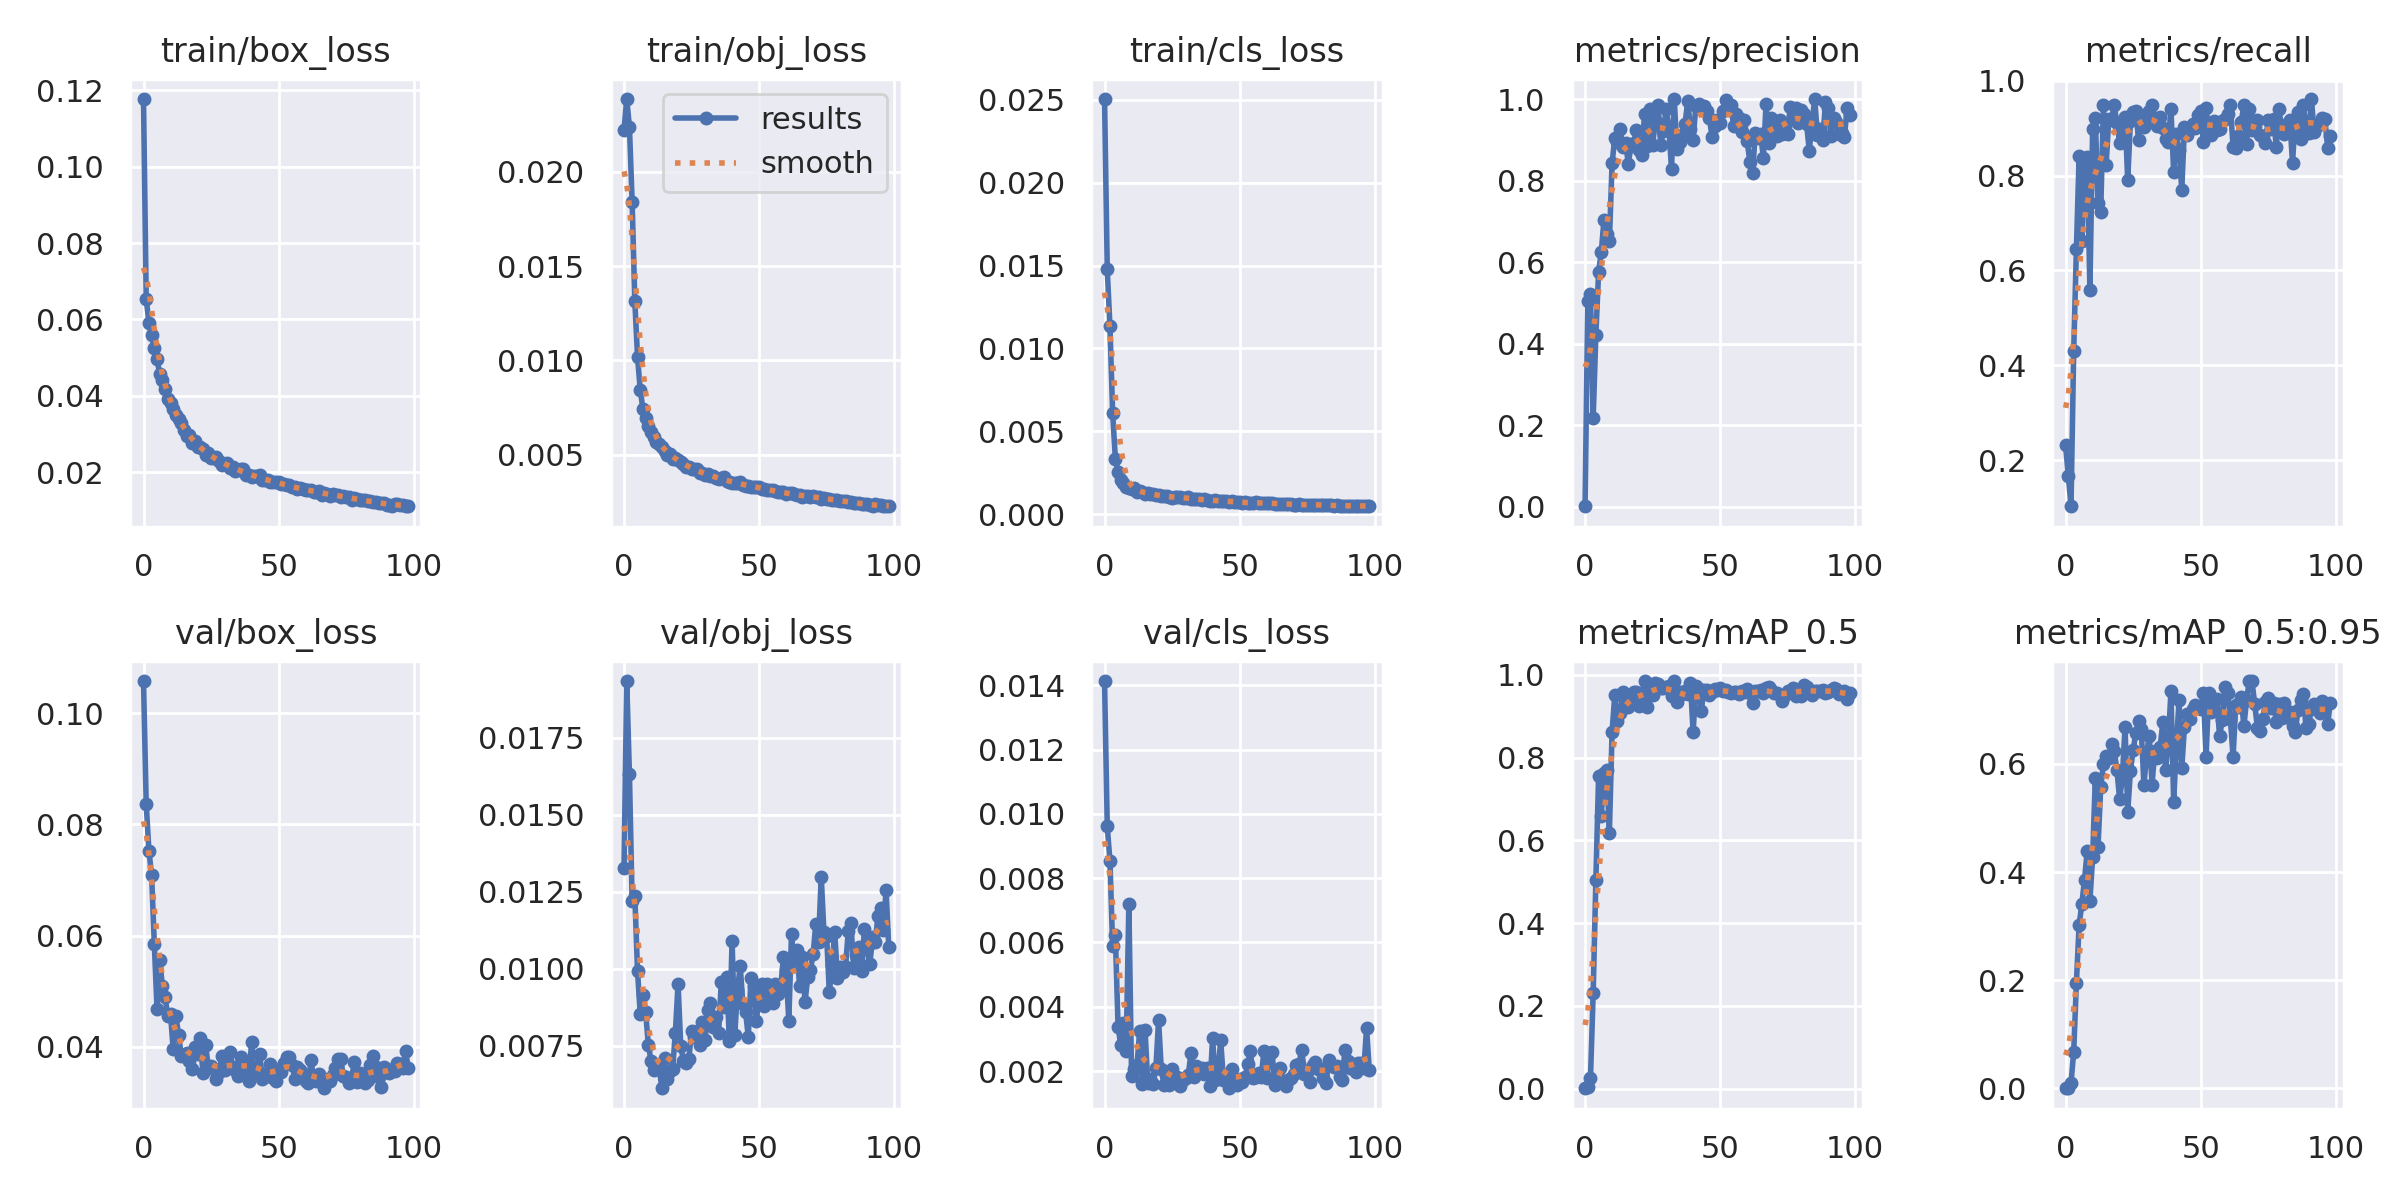 train/box_loss
train/obj_loss
train/cls_loss
metrics/precision
metrics/recall
0.12
0.10
0.08
0.06
0.04
0.02
0 50 100
results
smooth
0.020
0.015
0.010
0.005
0 50 100
0.025
0.020
0.015
0.010
0.005
0.000
0 50 100
1.0
0.8
0.6
0.4
0.2
0.0
0 50 100
1.0
0.8
0.6
0.4
0.2
0 50 100
val/box_loss
val/obj_loss
val/cls_loss
metrics/mAP_0.5
metrics/mAP_0.5:0.95
0.10
0.08
0.06
0.04
0 50 100
0.0175
0.0150
0.0125
0.0100
0.0075
0 50 100
0.014
0.012
0.010
0.008
0.006
0.004
0.002
0 50 100
1.0
0.8
0.6
0.4
0.2
0.0
0 50 100
0.6
0.4
0.2
0.0
0 50 100